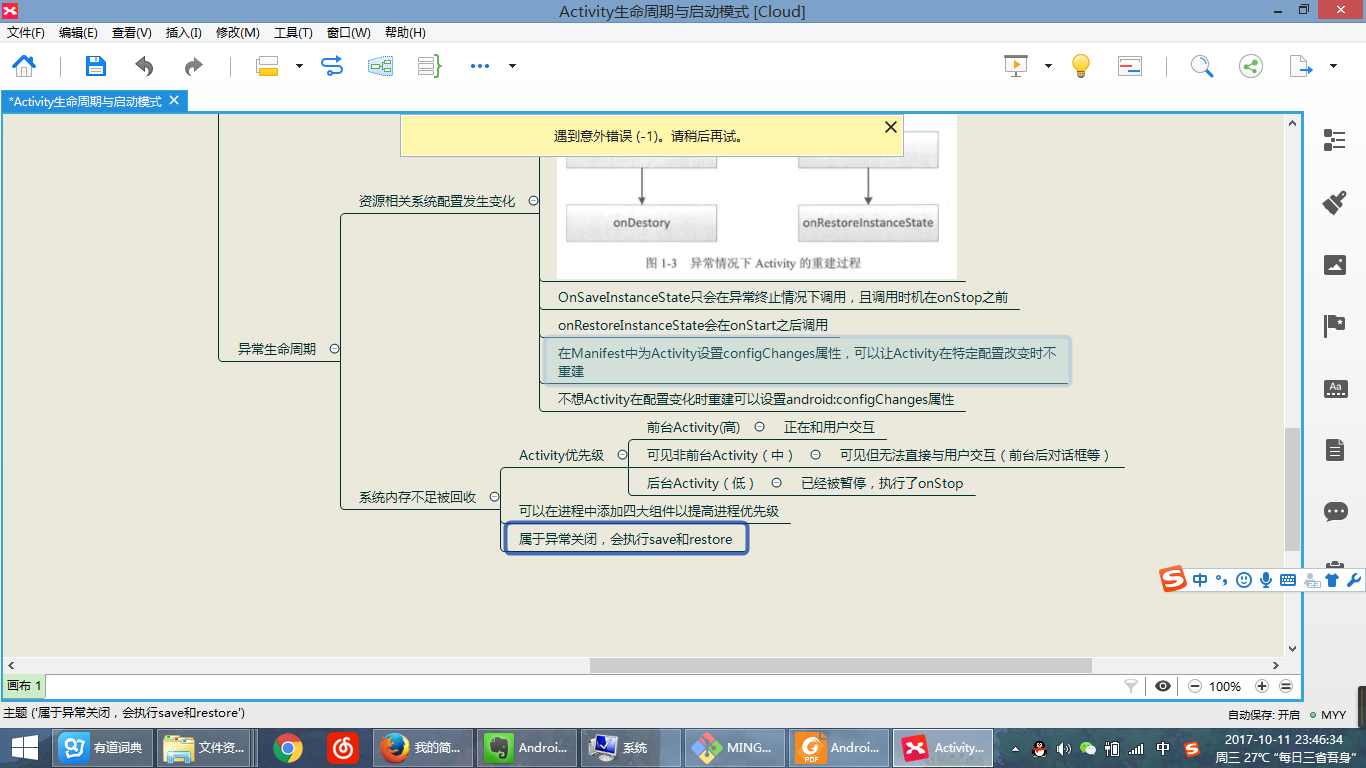 Activity生命周期与启动模式 [Cloud]
文件(F) 编辑(E) 查看(V) 插入(I) 修改(M) 工具(T) 窗口(W) 帮助(H)
*Activity生命周期与启动模式
遇到意外错误 (-1)。请稍后再试。
资源相关系统配置发生变化
onDestory
onRestoreInstanceState
图 1-3 异常情况下 Activity 的重建过程
OnSaveInstanceState只会在异常终止情况下调用，且调用时机在onStop之前
onRestoreInstanceState会在onStart之后调用
异常生命周期
在Manifest中为Activity设置configChanges属性，可以让Activity在特定配置改变时不
重建
不想Activity在配置变化时重建可以设置android:configChanges属性
前台Activity(高) 正在和用户交互
Activity优先级
可见非前台Activity（中） 可见但无法直接与用户交互（前台后对话框等）
后台Activity（低） 已经被暂停，执行了onStop
系统内存不足被回收
可以在进程中添加四大组件以提高进程优先级
属于异常关闭，会执行save和restore
Aa
中
画布 1
100%
主题 ('属于异常关闭，会执行save和restore')
自动保存: 开启 MYY
有道词典
文件资...
我的简...
Androi...
系统
MING...
Androi...
Activity...
PDF
中
2017-10-11 23:46:34
周三 27℃ “每日三省吾身”